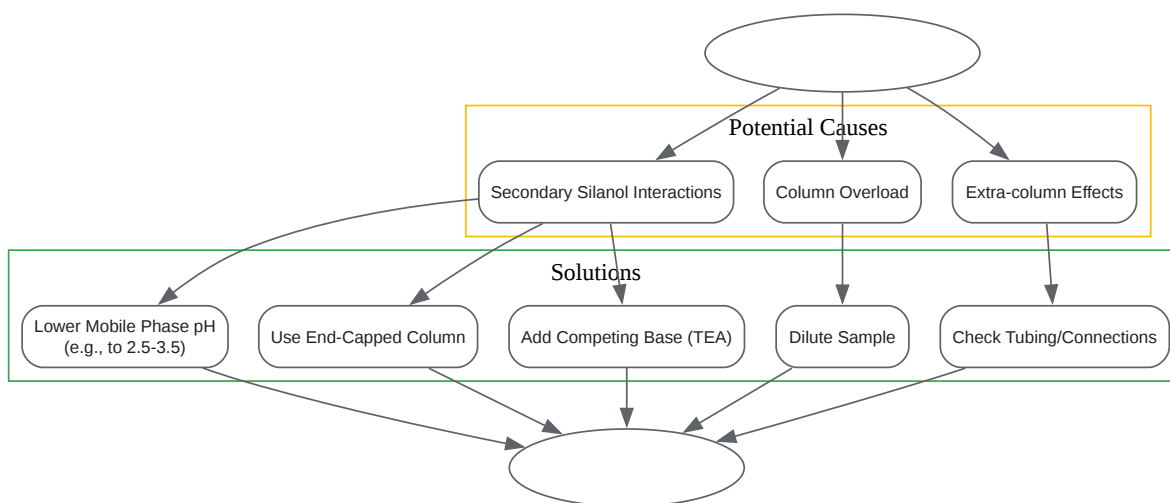 Potential Causes
Secondary Silanol Interactions
Column Overload
Extra-column Effects
Solutions
Lower Mobile Phase pH
(e.g., to 2.5-3.5)
Use End-Capped Column
Add Competing Base (TEA)
Dilute Sample
Check Tubing/Connections